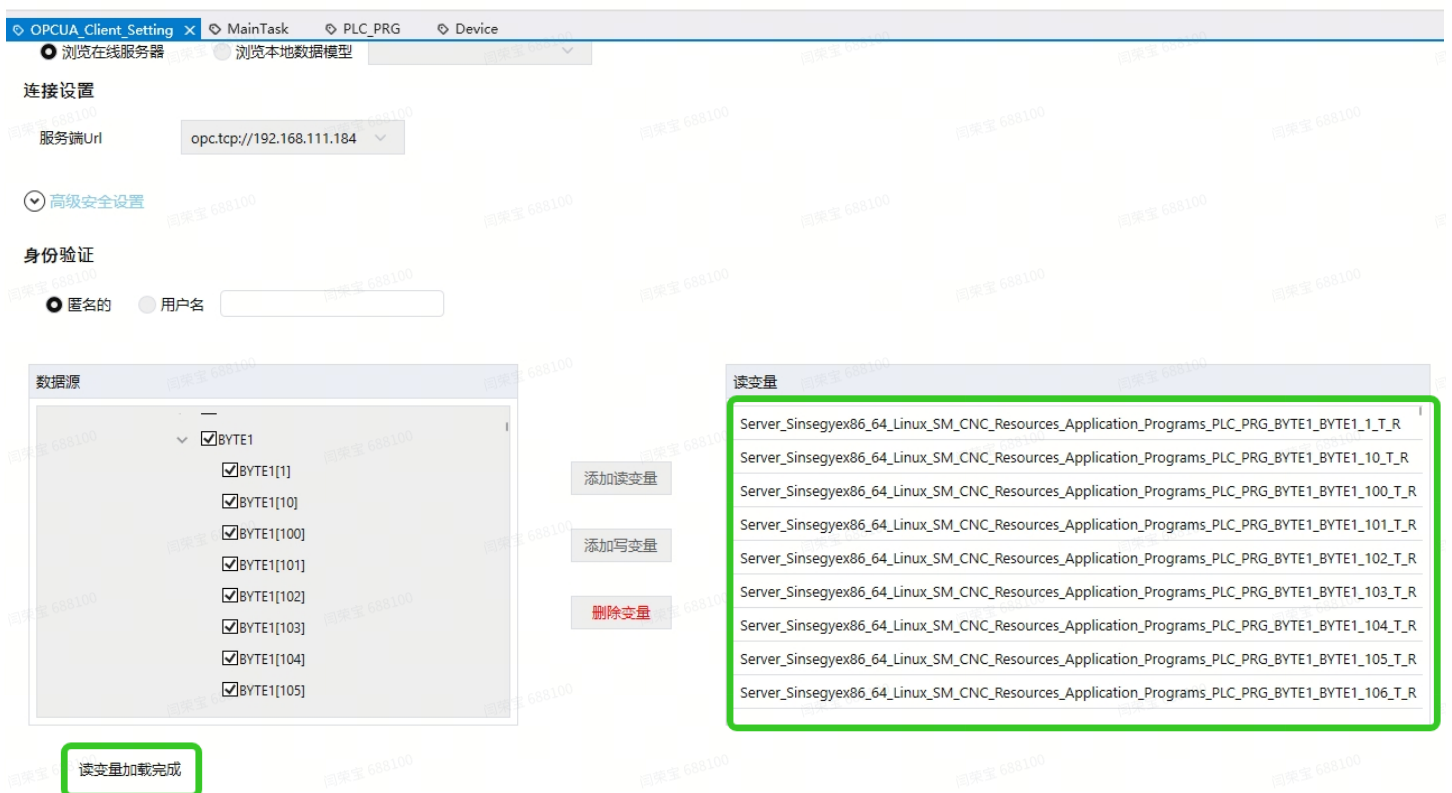 OPCUA_Client_Setting × MainTask PLC_PRG Device
浏览在线服务器 浏览本地数据模型
连接设置
服务端Url opc.tcp://192.168.111.184
高级安全设置
身份验证
匿名的 用户名
数据源
BYTE1
BYTE1[1]
BYTE1[10]
BYTE1[100]
BYTE1[101]
BYTE1[102]
BYTE1[103]
BYTE1[104]
BYTE1[105]
添加读变量
添加写变量
删除变量
读变量
Server_Sinsegyex86_64_Linux_SM_CNC_Resources_Application_Programs_PLC_PRG_BYTE1_BYTE1_1_T_R
Server_Sinsegyex86_64_Linux_SM_CNC_Resources_Application_Programs_PLC_PRG_BYTE1_BYTE1_10_T_R
Server_Sinsegyex86_64_Linux_SM_CNC_Resources_Application_Programs_PLC_PRG_BYTE1_BYTE1_100_T_R
Server_Sinsegyex86_64_Linux_SM_CNC_Resources_Application_Programs_PLC_PRG_BYTE1_BYTE1_101_T_R
Server_Sinsegyex86_64_Linux_SM_CNC_Resources_Application_Programs_PLC_PRG_BYTE1_BYTE1_102_T_R
Server_Sinsegyex86_64_Linux_SM_CNC_Resources_Application_Programs_PLC_PRG_BYTE1_BYTE1_103_T_R
Server_Sinsegyex86_64_Linux_SM_CNC_Resources_Application_Programs_PLC_PRG_BYTE1_BYTE1_104_T_R
Server_Sinsegyex86_64_Linux_SM_CNC_Resources_Application_Programs_PLC_PRG_BYTE1_BYTE1_105_T_R
Server_Sinsegyex86_64_Linux_SM_CNC_Resources_Application_Programs_PLC_PRG_BYTE1_BYTE1_106_T_R
读变量加载完成